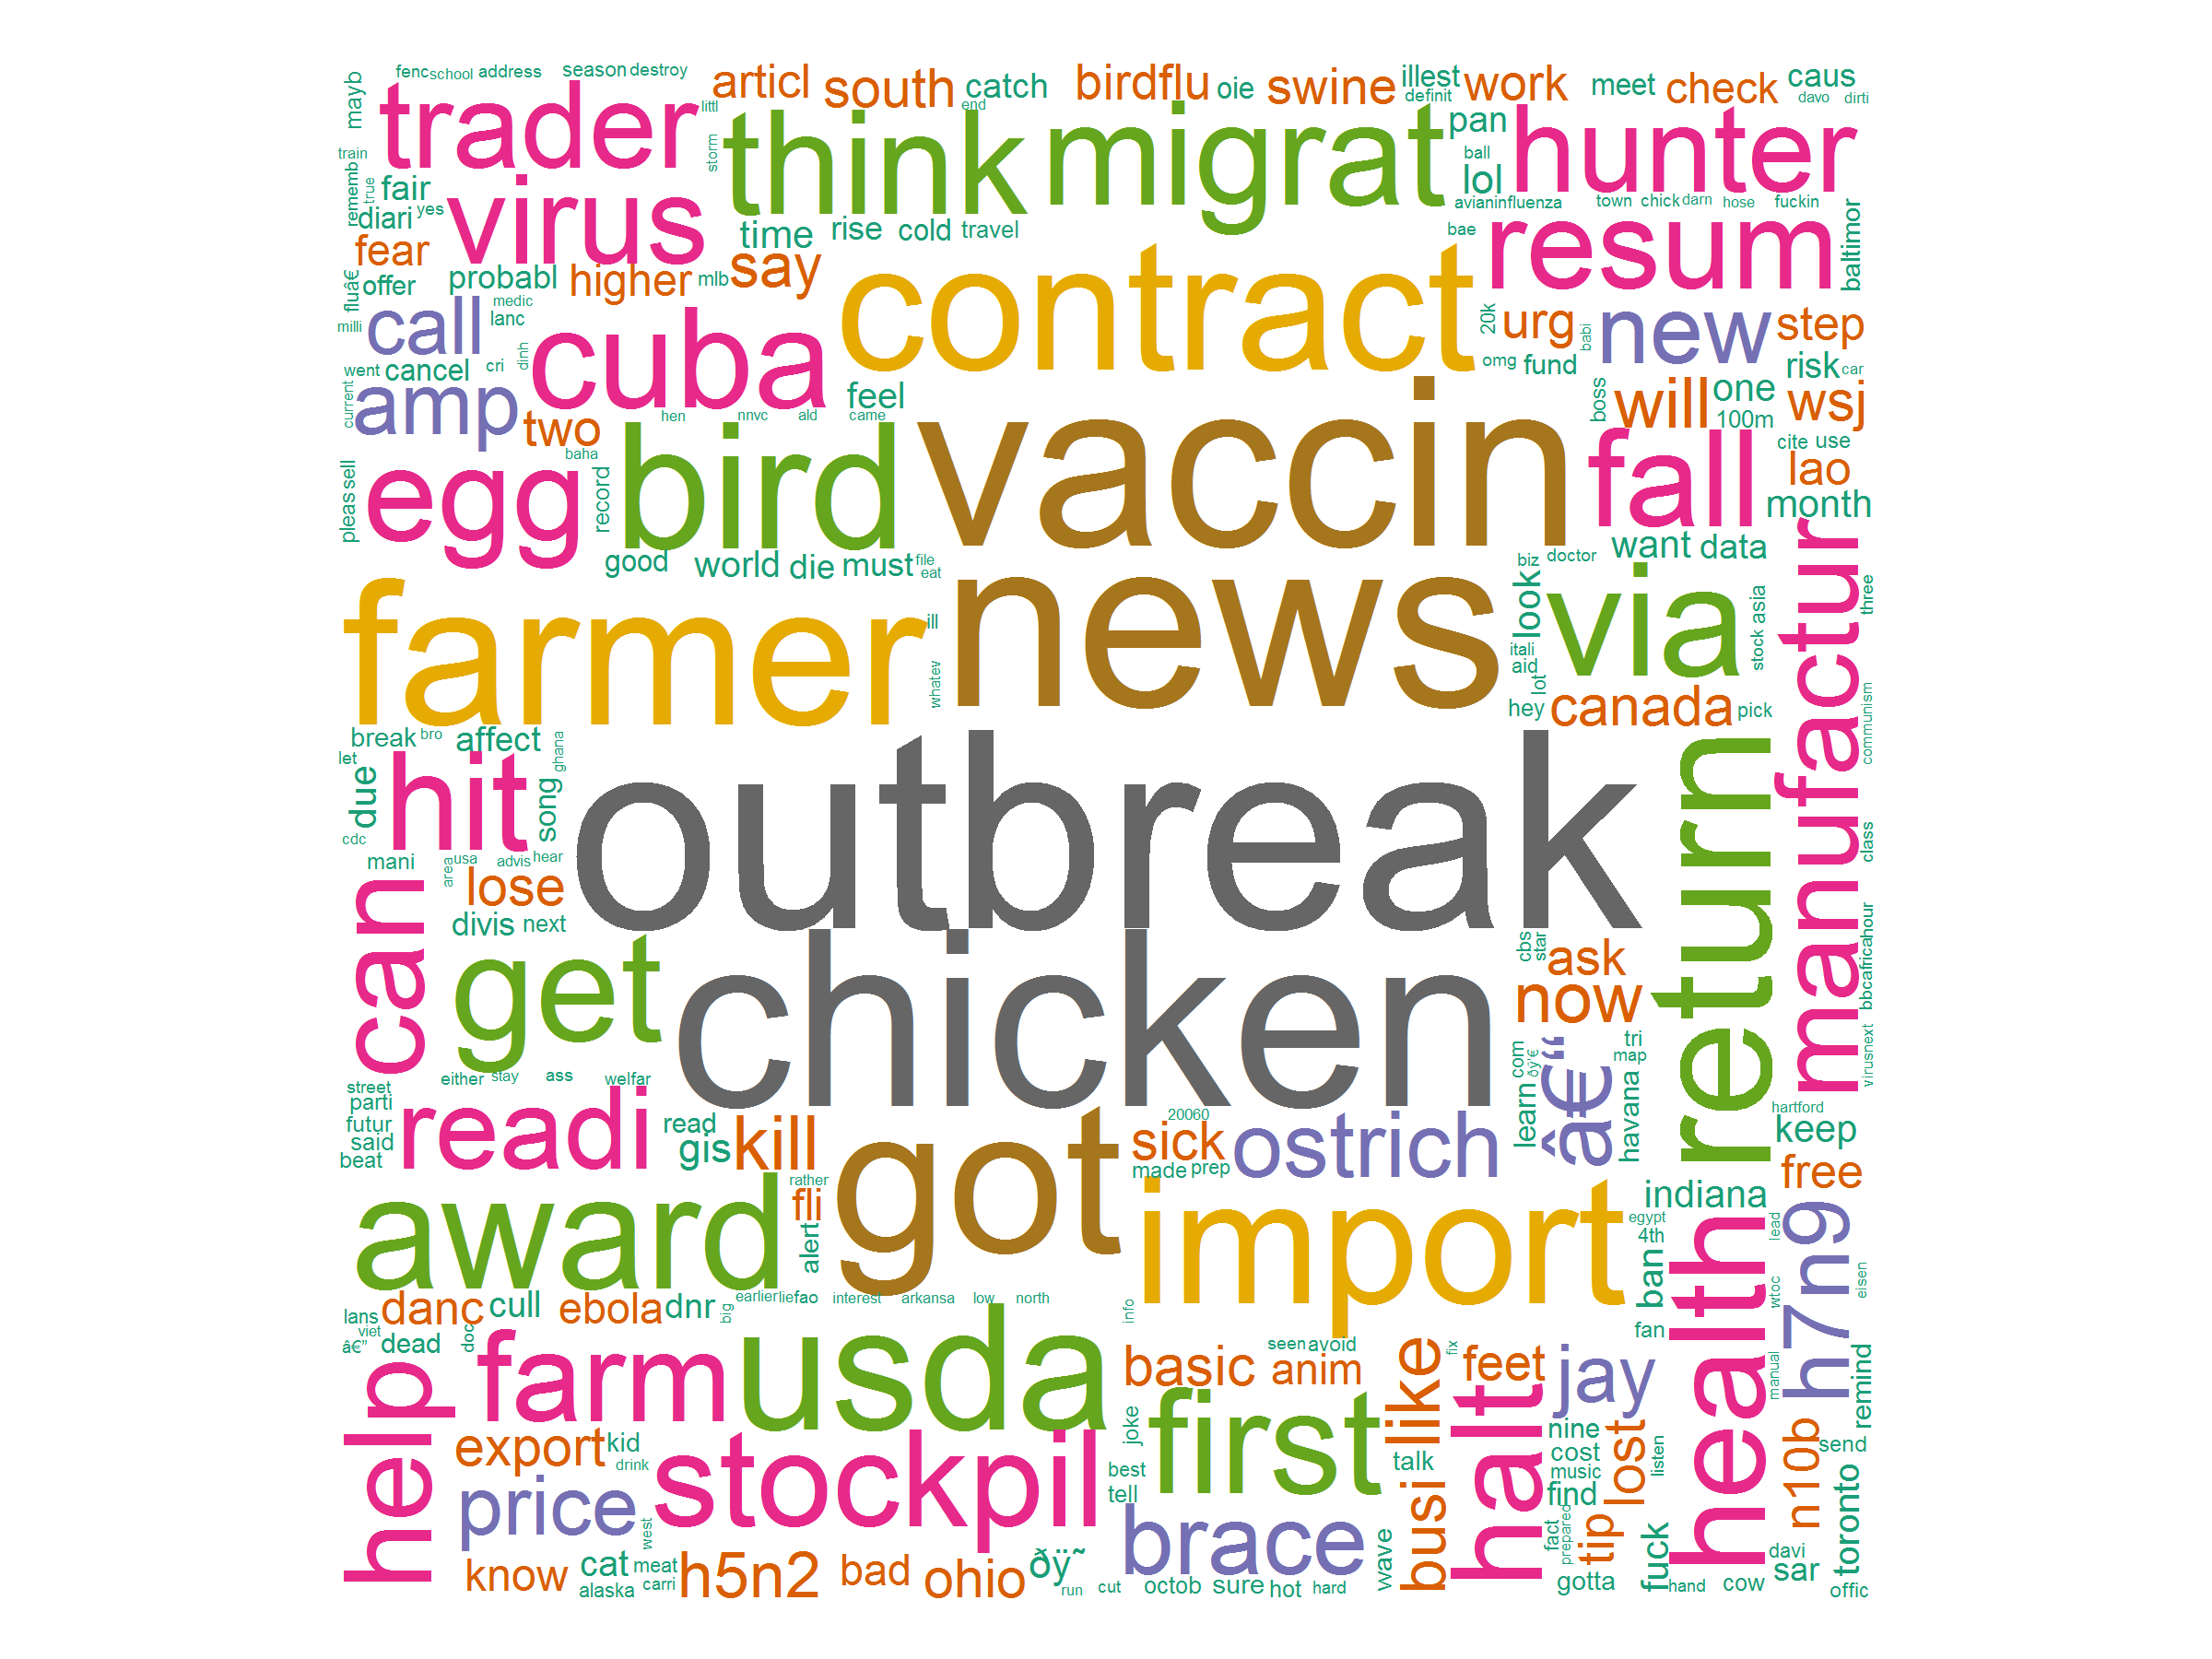 fenc school address season destroy articl south catch birdflu oie swine illest work meet check caus
mayb trader littl end definit davo dirti
think migrat pan hunter
train storm ball
rememb true fair lol
diari yes virus avianinfluenza town chick darn hose fuckin
fear time rise cold travel bae resum baltimor
offer probabl higher mlb say contract
fluâ€ medic
milli call lanc cuba 20k urg babi new step
went cancel cri dinh omg fund risk car
current amp two feel boss will one wsj
hen nnvc ald came 100m
baha bird vaccin fall cite use
pleas sell egg record lao
month
good world die must file eat want data
biz doctor
farmer ill news look via stock asia manufactur three
whatev itali aid lot
hey canada pick
break bro affect communism
let ghana outbreak return
due hit song
cdc
mani area usa advis hear class
can lose
divis next
get chicken cbs star ask bbcafrica hour
now
tri
either stay ass welfar com ðÿ'€ â€“ map virusnext
street
parti readi read 20060 learn havana hartford
futur gis kill got sick ostrich keep
said made prep
beat rather free
award fli import indiana health h7n9
alert egypt lead
4th
ban
lans danc cull ebola dnr big earlier lie fao interest arkansa low north info wtoc eisen
viet
â€” dead doc fan
help farm usda basic seen avoid fix like feet jay manual remind
anim
first halt
export kid joke nine lost n10b send
drink stockpil best talk cost
music listen
price tell busi find toronto
west brace fact prepared tip
know cat meat h5n2 bad ohio ðÿ˜ wave fuck davi
alaska carri run cut octob sure hot hard gotta hand cow sar offic